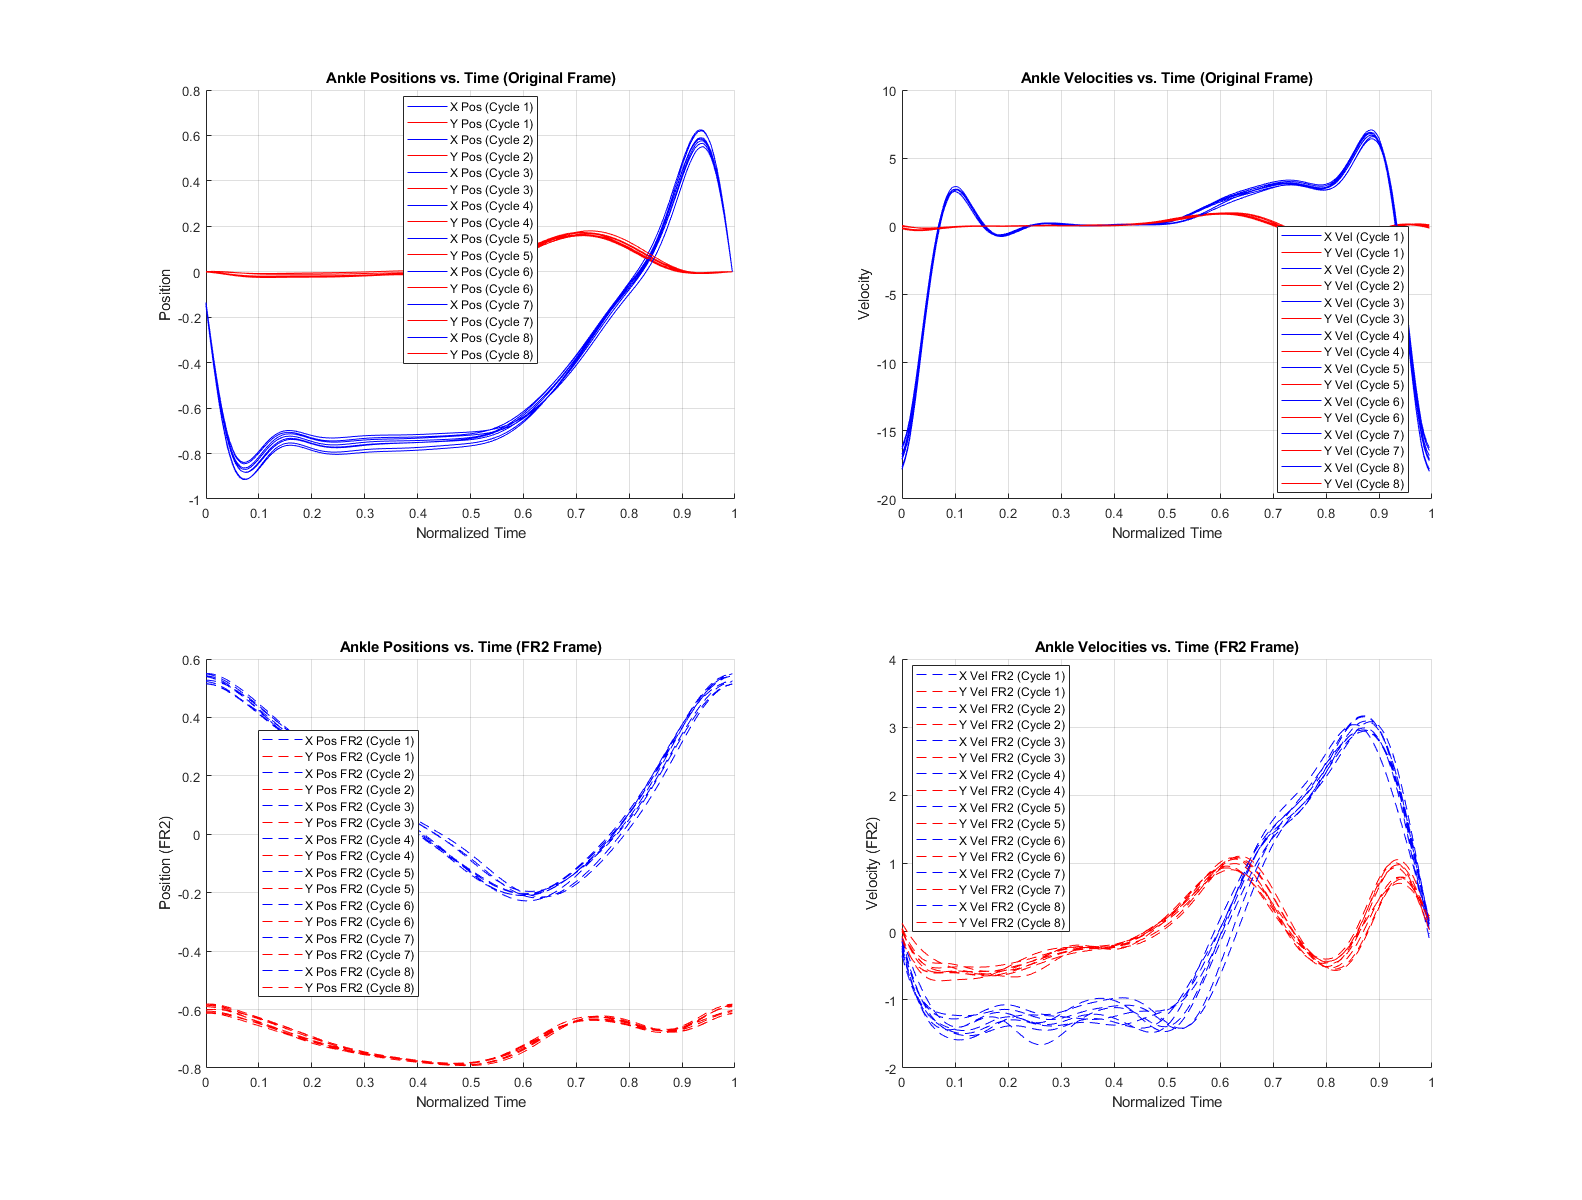 Ankle Positions vs. Time (Original Frame)
0.8
0.6
0.4
0.2
0
-0.2
-0.4
-0.6
-0.8
-1
Position
0 0.1 0.2 0.3 0.4 0.5 0.6 0.7 0.8 0.9 1
Normalized Time
X Pos (Cycle 1)
Y Pos (Cycle 1)
X Pos (Cycle 2)
Y Pos (Cycle 2)
X Pos (Cycle 3)
Y Pos (Cycle 3)
X Pos (Cycle 4)
Y Pos (Cycle 4)
X Pos (Cycle 5)
Y Pos (Cycle 5)
X Pos (Cycle 6)
Y Pos (Cycle 6)
X Pos (Cycle 7)
Y Pos (Cycle 7)
X Pos (Cycle 8)
Y Pos (Cycle 8)
Ankle Velocities vs. Time (Original Frame)
10
5
0
-5
-10
-15
-20
Velocity
0 0.1 0.2 0.3 0.4 0.5 0.6 0.7 0.8 0.9 1
Normalized Time
X Vel (Cycle 1)
Y Vel (Cycle 1)
X Vel (Cycle 2)
Y Vel (Cycle 2)
X Vel (Cycle 3)
Y Vel (Cycle 3)
X Vel (Cycle 4)
Y Vel (Cycle 4)
X Vel (Cycle 5)
Y Vel (Cycle 5)
X Vel (Cycle 6)
Y Vel (Cycle 6)
X Vel (Cycle 7)
Y Vel (Cycle 7)
X Vel (Cycle 8)
Y Vel (Cycle 8)
Ankle Positions vs. Time (FR2 Frame)
0.6
0.4
0.2
0
-0.2
-0.4
-0.6
-0.8
Position (FR2)
0 0.1 0.2 0.3 0.4 0.5 0.6 0.7 0.8 0.9 1
Normalized Time
X Pos FR2 (Cycle 1)
Y Pos FR2 (Cycle 1)
X Pos FR2 (Cycle 2)
Y Pos FR2 (Cycle 2)
X Pos FR2 (Cycle 3)
Y Pos FR2 (Cycle 3)
X Pos FR2 (Cycle 4)
Y Pos FR2 (Cycle 4)
X Pos FR2 (Cycle 5)
Y Pos FR2 (Cycle 5)
X Pos FR2 (Cycle 6)
Y Pos FR2 (Cycle 6)
X Pos FR2 (Cycle 7)
Y Pos FR2 (Cycle 7)
X Pos FR2 (Cycle 8)
Y Pos FR2 (Cycle 8)
Ankle Velocities vs. Time (FR2 Frame)
4
3
2
1
0
-1
-2
Velocity (FR2)
0 0.1 0.2 0.3 0.4 0.5 0.6 0.7 0.8 0.9 1
Normalized Time
X Vel FR2 (Cycle 1)
Y Vel FR2 (Cycle 1)
X Vel FR2 (Cycle 2)
Y Vel FR2 (Cycle 2)
X Vel FR2 (Cycle 3)
Y Vel FR2 (Cycle 3)
X Vel FR2 (Cycle 4)
Y Vel FR2 (Cycle 4)
X Vel FR2 (Cycle 5)
Y Vel FR2 (Cycle 5)
X Vel FR2 (Cycle 6)
Y Vel FR2 (Cycle 6)
X Vel FR2 (Cycle 7)
Y Vel FR2 (Cycle 7)
X Vel FR2 (Cycle 8)
Y Vel FR2 (Cycle 8)